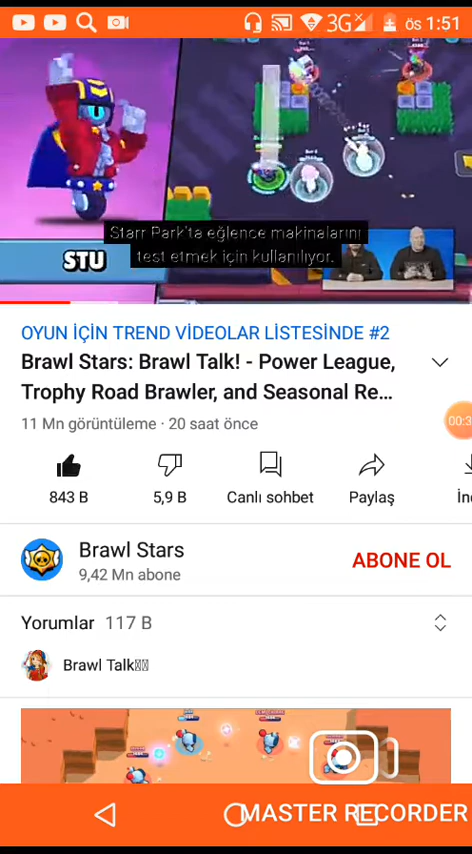 3G ÖS 1:51
Starr Park'ta eğlence makinalarını
test etmek için kullanılıyor.
STU
OYUN İÇİN TREND VİDEOLAR LİSTESİNDE #2
Brawl Stars: Brawl Talk! - Power League,
Trophy Road Brawler, and Seasonal Re...
11 Mn görüntüleme · 20 saat önce
00:3
843 B 5,9 B Canlı sohbet Paylaş İn
Brawl Stars
9,42 Mn abone
ABONE OL
Yorumlar 117 B
Brawl Talk
MASTER RECORDER